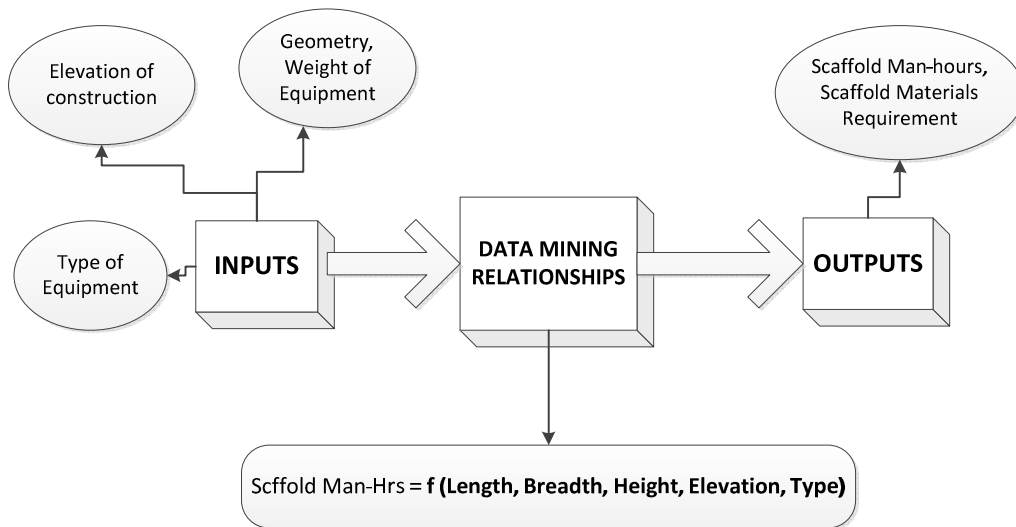 Elevation of
construction
Geometry,
Weight of
Equipment
Scaffold Man-hours,
Scaffold Materials
Requirement
Type of
Equipment
INPUTS
DATA MINING
RELATIONSHIPS
OUTPUTS
Scffold Man-Hrs = f (Length, Breadth, Height, Elevation, Type)